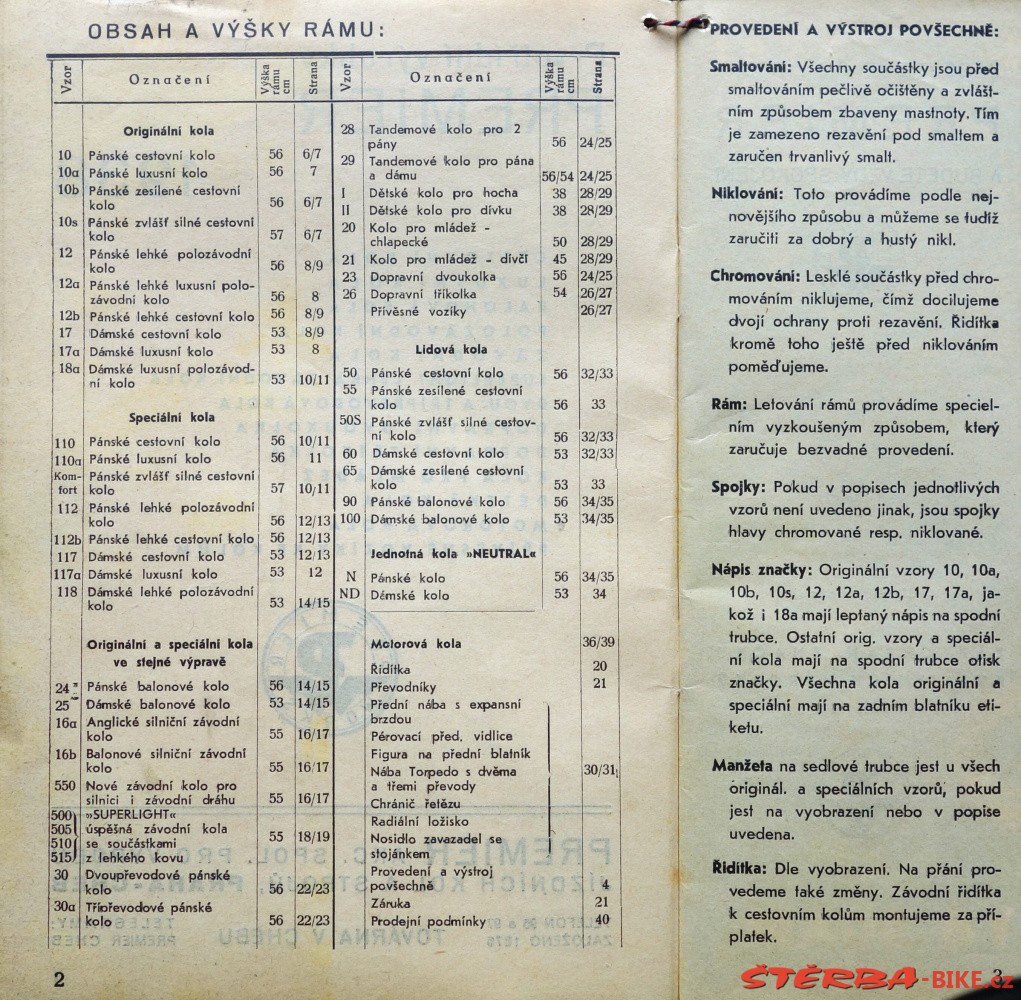 OBSAH A VÝŠKY RÁMU:
Vzor Označení Výška rámu cm Strana
Originální kola
10 Pánské cestovní kolo 56 6/7
10a Pánské luxusní kolo 56 7
10b Pánské zesílené cestovní
kolo 56 6/7
10s Pánské zvlášť silné cestovní
kolo 57 6/7
12 Pánské lehké polozávodní
kolo 56 8/9
12a Pánské lehké luxusní polo-
závodní kolo 56 8
12b Pánské lehké cestovní kolo 56 8/9
17 Dámské cestovní kolo 53 8/9
17a Dámské luxusní kolo 53 8
18a Dámské luxusní polozávod-
ní kolo 53 10/11
Speciální kola
110 Pánské cestovní kolo 56 10/11
110a Pánské luxusní kolo 56 11
Kom- Pánské zvlášť silné cestovní
fort kolo 57 10/11
112 Pánské lehké polozávodní
kolo 56 12/13
112b Pánské lehké cestovní kolo 56 12/13
117 Dámské cestovní kolo 53 12/13
117a Dámské luxusní kolo 53 12
118 Dámské lehké polozávodní
kolo 53 14/15
Originální a speciální kola
ve stejné výpravě
24 Pánské balonové kolo 56 14/15
25 Dámské balonové kolo 53 14/15
16a Anglické silniční závodní
kolo 55 16/17
16b Balonové silniční závodní
kolo 55 16/17
550 Nové závodní kolo pro
silnici i závodní dráhu 55 16/17
500 »SUPERLIGHT«
505 úspěšná závodní kola
510 se součástkami 55 18/19
515 z lehkého kovu
30 Dvoupřevodové pánské
kolo 56 22/23
30a Třípřevodové pánské
kolo 56 22/23
2
Vzor Označení Výška rámu cm Strana
28 Tandemové kolo pro 2
pány 56 24/25
29 Tandemové kolo pro pána
a dámu 56/54 24/25
I Dětské kolo pro hocha 38 28/29
II Dětské kolo pro dívku 38 28/29
20 Kolo pro mládež -
chlapecké 50 28/29
21 Kolo pro mládež - dívčí 45 28/29
23 Dopravní dvoukolka 56 24/25
26 Dopravní tříkolka 54 26/27
Přívěsné vozíky 26/27
Lidová kola
50 Pánské cestovní kolo 56 32/33
55 Pánské zesílené cestovní
kolo 56 33
50S Pánské zvlášť silné cestov-
ní kolo 56 32/33
60 Dámské cestovní kolo 53 32/33
65 Dámské zesílené cestovní
kolo 53 33
90 Pánské balonové kolo 56 34/35
100 Dámské balonové kolo 53 34/35
Jednotná kola »NEUTRAL«
N Pánské kolo 56 34/35
ND Dámské kolo 53 34
Motorová kola 36/39
Řidítka 20
Převodníky 21
Přední nába s expansní
brzdou
Pérovací před. vidlice
Figura na přední blatník
Nába Torpedo s dvěma 30/31
a třemi převody
Chránič řetězu
Radiální ložisko
Nosidlo zavazadel se
stojánkem
Provedení a výstroj
povšechně 4
Záruka 21
Prodejní podmínky 40
PROVEDENÍ A VÝSTROJ POVŠECHNĚ:
Smaltování: Všechny součástky jsou před
smaltováním pečlivě očištěny a zvlášt-
ním způsobem zbaveny mastnoty. Tím
je zamezeno rezavění pod smaltem a
zaručen trvanlivý smalt.
Niklování: Toto provádíme podle nej-
novějšího způsobu a můžeme se tudíž
zaručiti za dobrý a hustý nikl.
Chromování: Lesklé součástky před chro-
mováním niklujeme, čímž docilujeme
dvojí ochrany proti rezavění. Řidítka
kromě toho ještě před niklováním
poměďujeme.
Rám: Letování rámů provádíme speciel-
ním vyzkoušeným způsobem, který
zaručuje bezvadné provedení.
Spojky: Pokud v popisech jednotlivých
vzorů není uvedeno jinak, jsou spojky
hlavy chromované resp. niklované.
Nápis značky: Originální vzory 10, 10a,
10b, 10s, 12, 12a, 12b, 17, 17a, ja-
kož i 18a mají leptaný nápis na spodní
trubce. Ostatní orig. vzory a speciál-
ní kola mají na spodní trubce otisk
značky. Všechna kola originální a
speciální mají na zadním blatníku eti-
ketu.
Manžeta na sedlové trubce jest u všech
originál. a speciálních vzorů, pokud
jest na vyobrazení nebo v popise
uvedena.
Řidítka: Dle vyobrazení. Na přání pro-
vedeme také změny. Závodní řidítka
k cestovním kolům montujeme za pří-
platek.
3
ŠTĚRBA-BIKE.cz